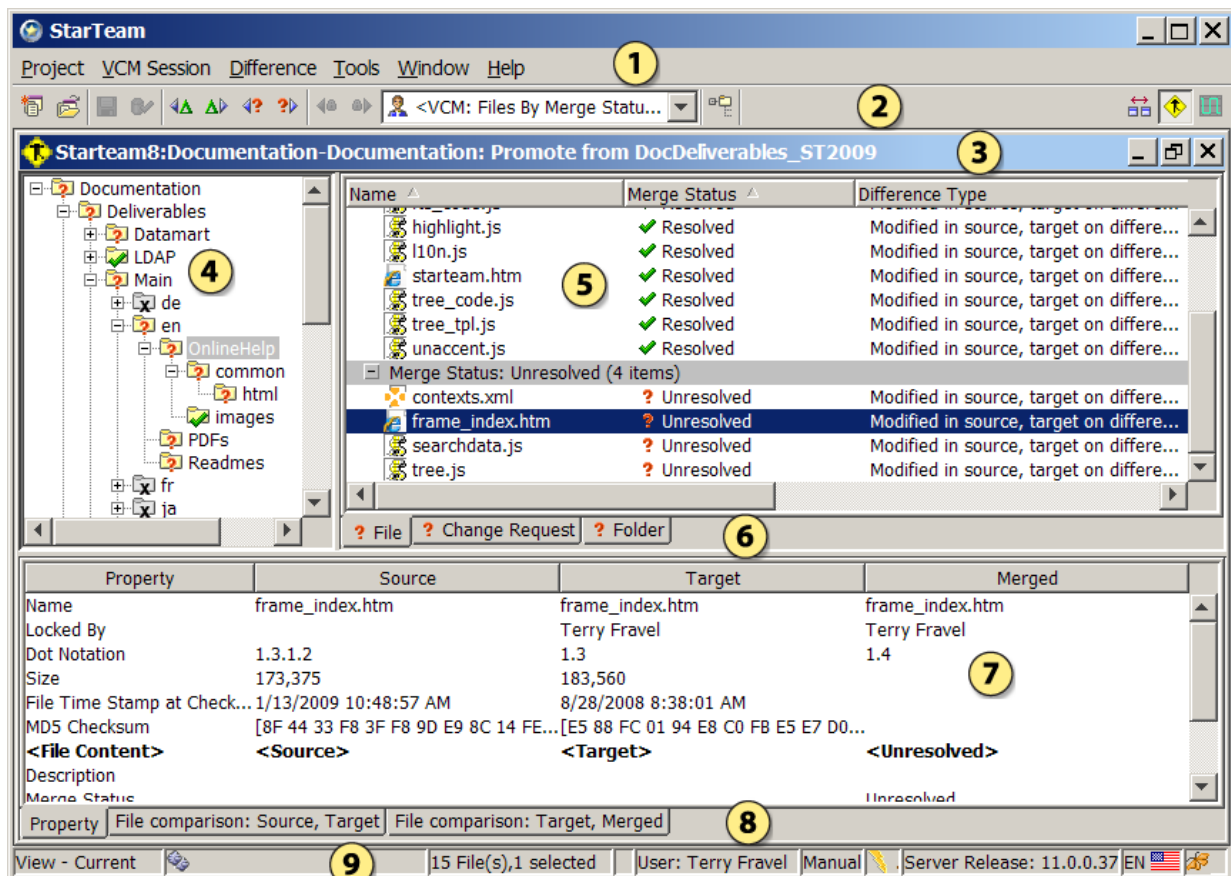 StarTeam
Project VCM Session Difference Tools Window Help
1
<VCM: Files By Merge Statu...
2
Starteam8:Documentation-Documentation: Promote from DocDeliverables_ST2009
3
Documentation
Deliverables
Datamart
LDAP
Main
de
en
OnlineHelp
common
html
images
PDFs
Readmes
fr
ja
4
Name Merge Status Difference Type
highlight.js Resolved Modified in source, target on differe...
l10n.js Resolved Modified in source, target on differe...
starteam.htm Resolved Modified in source, target on differe...
tree_code.js Resolved Modified in source, target on differe...
tree_tpl.js Resolved Modified in source, target on differe...
unaccent.js Resolved Modified in source, target on differe...
5
Merge Status: Unresolved (4 items)
contexts.xml ? Unresolved Modified in source, target on differe...
frame_index.htm ? Unresolved Modified in source, target on differe...
searchdata.js ? Unresolved Modified in source, target on differe...
tree.js ? Unresolved Modified in source, target on differe...
? File ? Change Request ? Folder
6
Property Source Target Merged
Name frame_index.htm frame_index.htm frame_index.htm
Locked By Terry Fravel Terry Fravel
Dot Notation 1.3.1.2 1.3 1.4
Size 173,375 183,560
File Time Stamp at Check... 1/13/2009 10:48:57 AM 8/28/2008 8:38:01 AM
MD5 Checksum [8F 44 33 F8 3F F8 9D E9 8C 14 FE... [E5 88 FC 01 94 E8 C0 FB E5 E7 D0...
<File Content> <Source> <Target> <Unresolved>
Description
Merge Status Unresolved
7
Property File comparison: Source, Target File comparison: Target, Merged
8
View - Current 15 File(s),1 selected User: Terry Fravel Manual Server Release: 11.0.0.37 EN
9